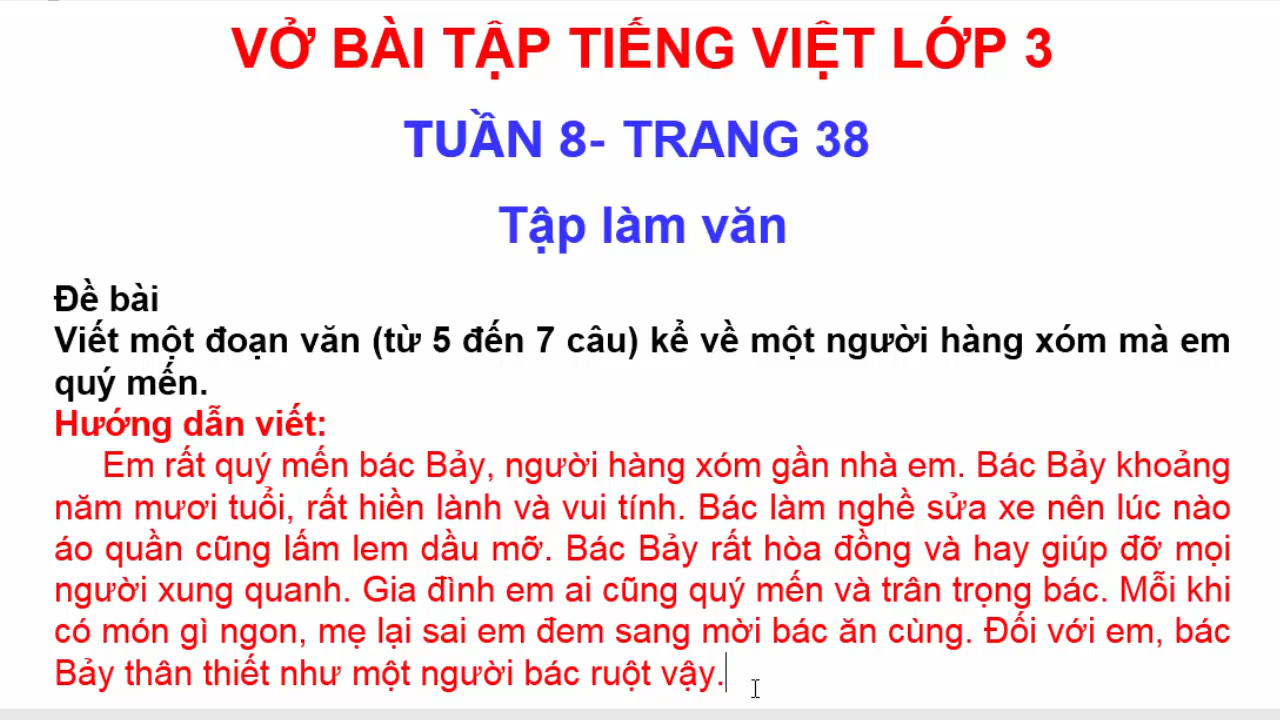 VỞ BÀI TẬP TIẾNG VIỆT LỚP 3
TUẦN 8- TRANG 38
Tập làm văn
Đề bài
Viết một đoạn văn (từ 5 đến 7 câu) kể về một người hàng xóm mà em
quý mến.
Hướng dẫn viết:
Em rất quý mến bác Bảy, người hàng xóm gần nhà em. Bác Bảy khoảng
năm mươi tuổi, rất hiền lành và vui tính. Bác làm nghề sửa xe nên lúc nào
áo quần cũng lấm lem dầu mỡ. Bác Bảy rất hòa đồng và hay giúp đỡ mọi
người xung quanh. Gia đình em ai cũng quý mến và trân trọng bác. Mỗi khi
có món gì ngon, mẹ lại sai em đem sang mời bác ăn cùng. Đối với em, bác
Bảy thân thiết như một người bác ruột vậy.